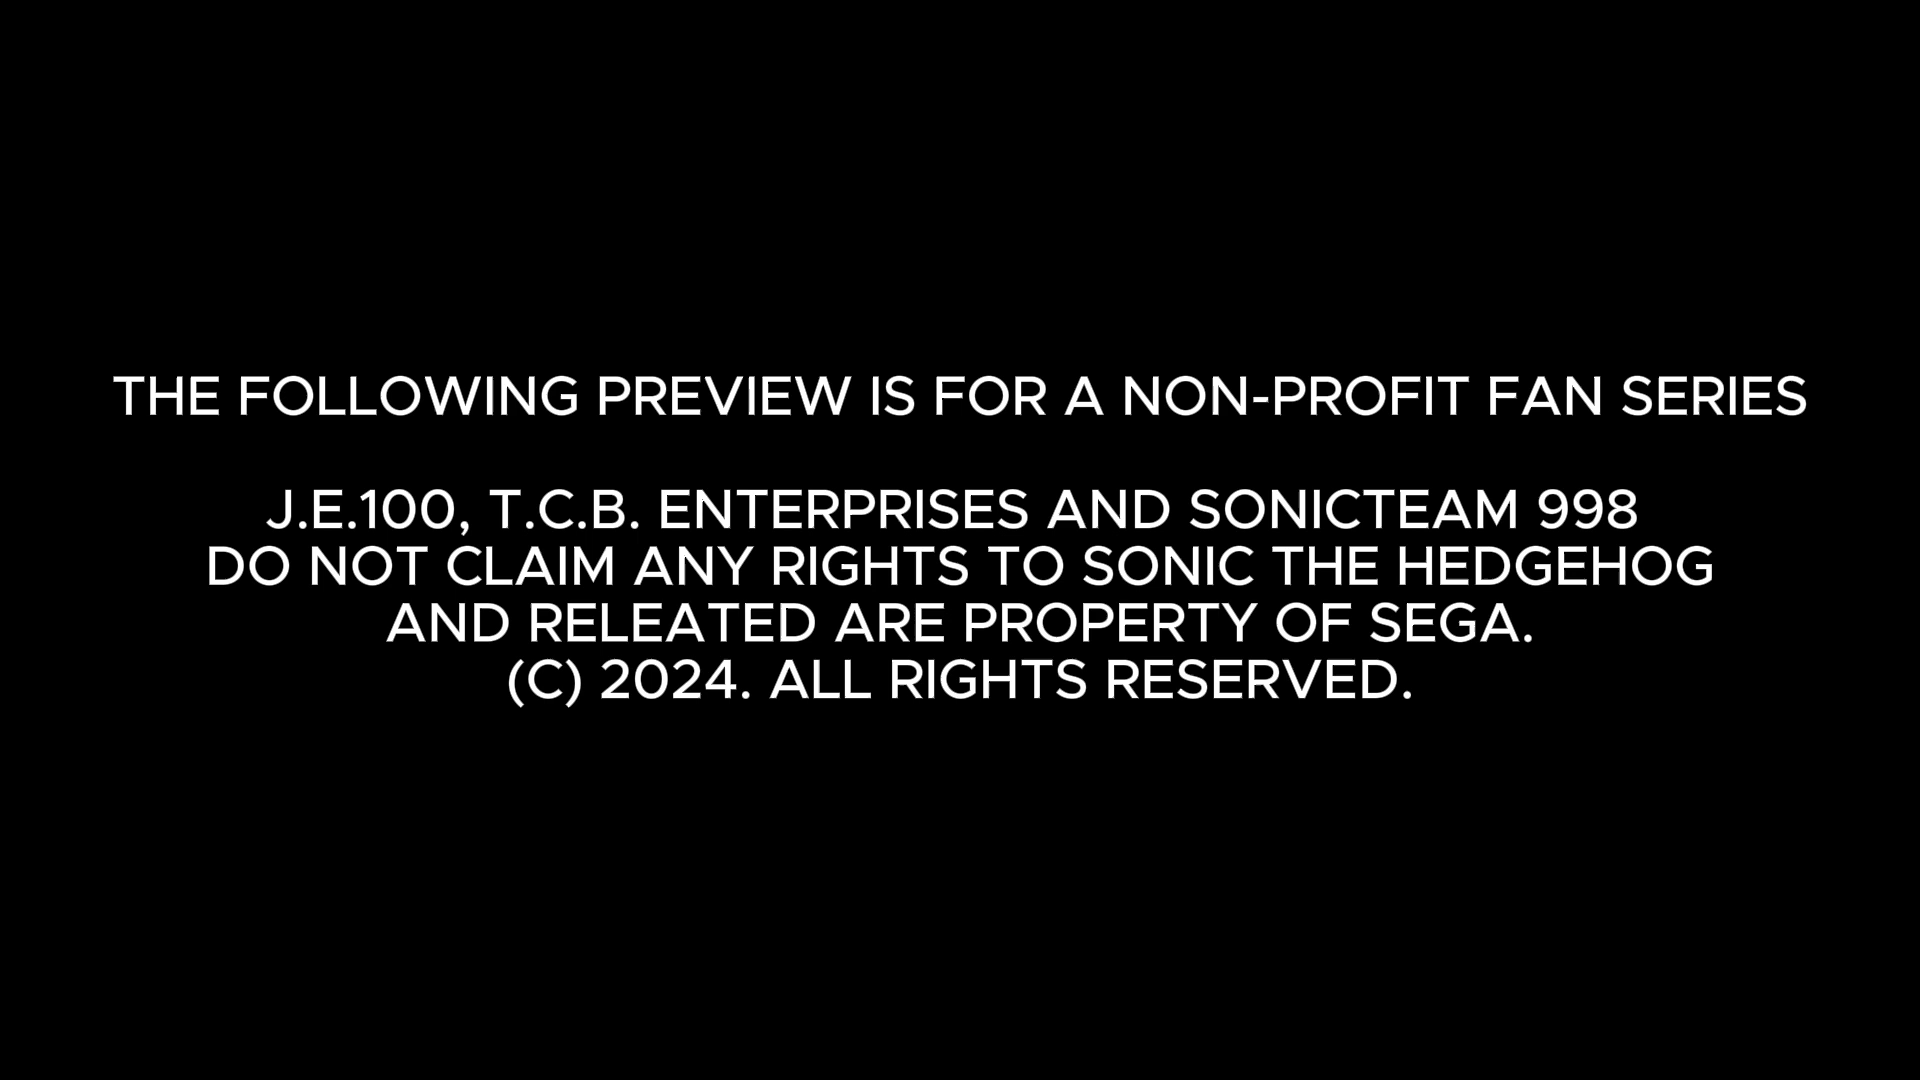 THE FOLLOWING PREVIEW IS FOR A NON-PROFIT FAN SERIES
J.E.100, T.C.B. ENTERPRISES AND SONICTEAM 998
DO NOT CLAIM ANY RIGHTS TO SONIC THE HEDGEHOG
AND RELEATED ARE PROPERTY OF SEGA.
(C) 2024. ALL RIGHTS RESERVED.